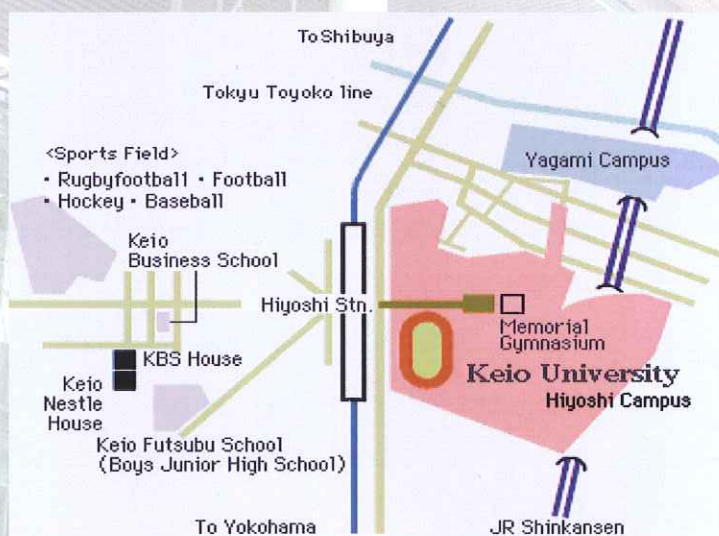 To Shibuya
Tokyu Toyoko line
<Sports Field>
・Rugbyfootball ・Football
・Hockey ・Baseball
Yagami Campus
Keio
Business School
Hiyoshi Stn.
Memorial
Gymnasium
KBS House
Keio
Nestle
House
Keio University
Hiyoshi Campus
Keio Futsubu School
(Boys Junior High School)
To Yokohama
JR Shinkansen